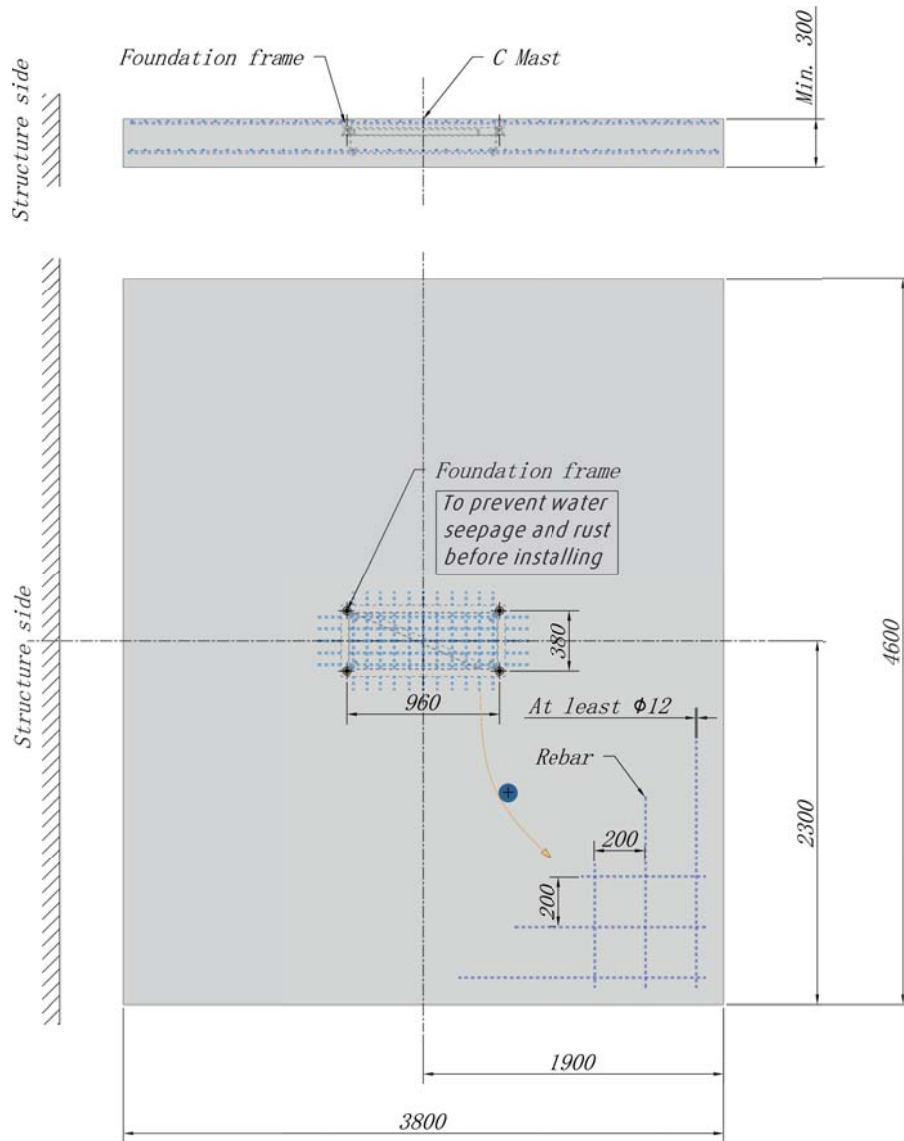 Foundation frame
C Mast
Min. 300
Structure side
Foundation frame
To prevent water
seepage and rust
before installing
Structure side
380
960
At least ϕ12
Rebar
200
200
4600
2300
1900
3800